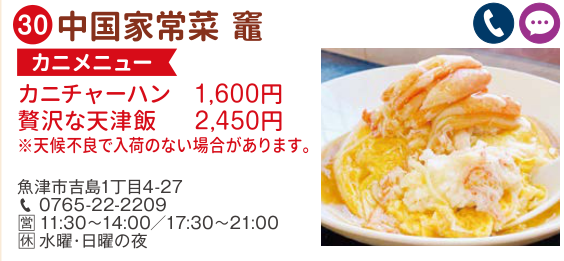 30 中国家常菜 竈
カニメニュー
カニチャーハン 1,600円
贅沢な天津飯 2,450円
※天候不良で入荷のない場合があります。
魚津市吉島1丁目4-27
0765-22-2209
営 11:30〜14:00／17:30〜21:00
休 水曜・日曜の夜